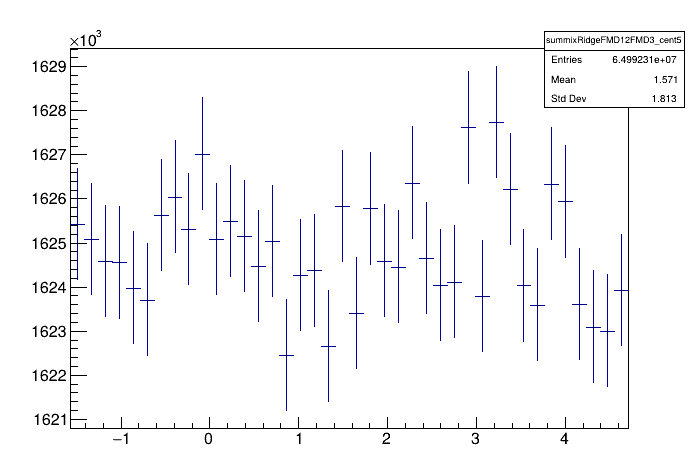 ×10³
summixRidgeFMD12FMD3_cent5
Entries 6.499231e+07
Mean 1.571
Std Dev 1.813
1629
1628
1627
1626
1625
1624
1623
1622
1621
−1 0 1 2 3 4